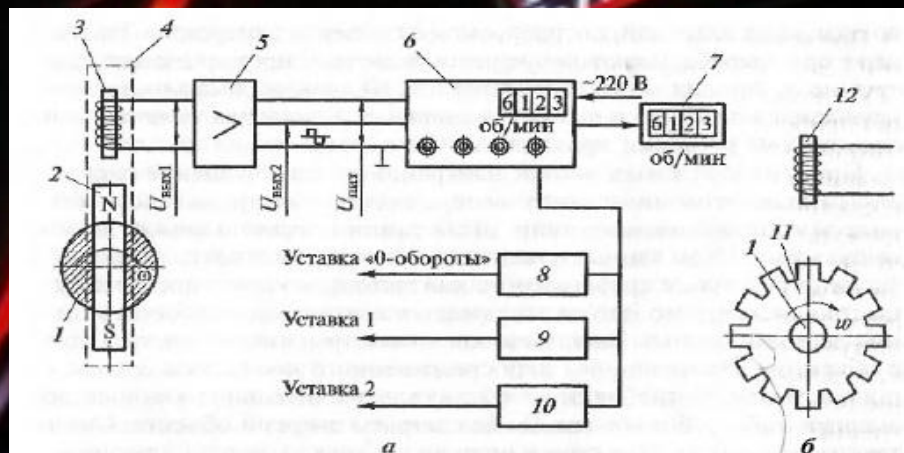 3 4 5 6
~220 В
7
6123
об/мин
6123
об/мин
12
2
N
Uвых1
Uвых2
Uпит
⊥
ω
S
1
Уставка «0-обороты»
8
Уставка 1
9
Уставка 2
10
1 11
ω
а
б